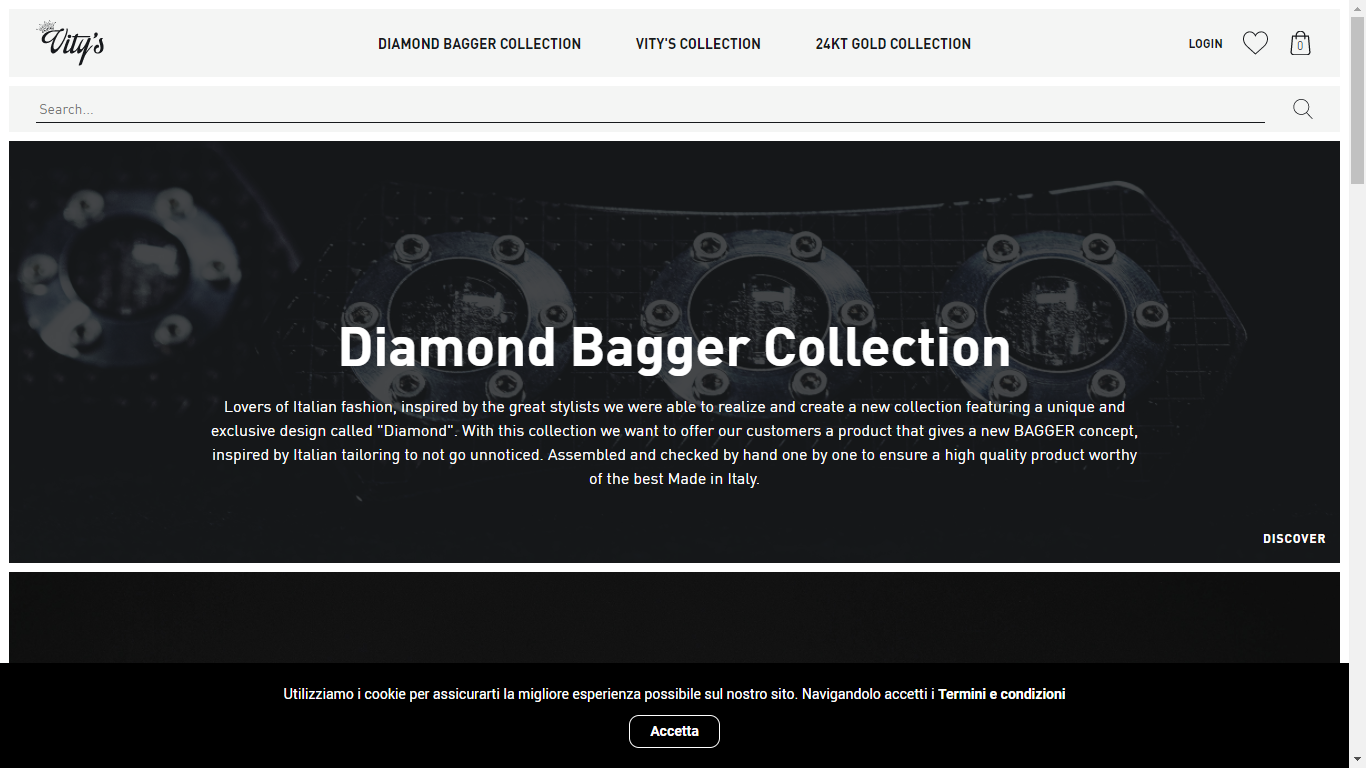 Vity's
DIAMOND BAGGER COLLECTION
VITY'S COLLECTION
24KT GOLD COLLECTION
LOGIN
0
Search...
Diamond Bagger Collection
Lovers of Italian fashion, inspired by the great stylists we were able to realize and create a new collection featuring a unique and
exclusive design called "Diamond". With this collection we want to offer our customers a product that gives a new BAGGER concept,
inspired by Italian tailoring to not go unnoticed. Assembled and checked by hand one by one to ensure a high quality product worthy
of the best Made in Italy.
DISCOVER
Utilizziamo i cookie per assicurarti la migliore esperienza possibile sul nostro sito. Navigandolo accetti i Termini e condizioni
Accetta